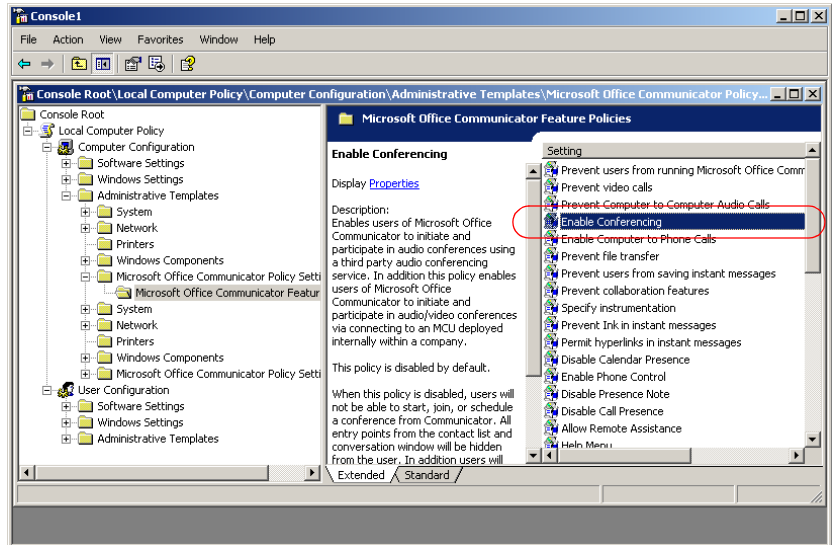 Console1
File Action View Favorites Window Help
Console Root\Local Computer Policy\Computer Configuration\Administrative Templates\Microsoft Office Communicator Policy...
Console Root
Local Computer Policy
Computer Configuration
Software Settings
Windows Settings
Administrative Templates
System
Network
Printers
Windows Components
Microsoft Office Communicator Policy Setti
Microsoft Office Communicator Featur
System
Network
Printers
Windows Components
Microsoft Office Communicator Policy Setti
User Configuration
Software Settings
Windows Settings
Administrative Templates
Microsoft Office Communicator Feature Policies
Enable Conferencing
Display Properties
Description:
Enables users of Microsoft Office
Communicator to initiate and
participate in audio conferences using
a third party audio conferencing
service. In addition this policy enables
users of Microsoft Office
Communicator to initiate and
participate in audio/video conferences
via connecting to an MCU deployed
internally within a company.
This policy is disabled by default.
When this policy is disabled, users will
not be able to start, join, or schedule
a conference from Communicator. All
entry points from the contact list and
conversation window will be hidden
from the user. In addition users will
Setting
Prevent users from running Microsoft Office Comm
Prevent video calls
Prevent Computer to Computer Audio Calls
Enable Conferencing
Enable Computer to Phone Calls
Prevent file transfer
Prevent users from saving instant messages
Prevent collaboration features
Specify instrumentation
Prevent Ink in instant messages
Permit hyperlinks in instant messages
Disable Calendar Presence
Enable Phone Control
Disable Presence Note
Disable Call Presence
Allow Remote Assistance
Help Menu
Extended Standard